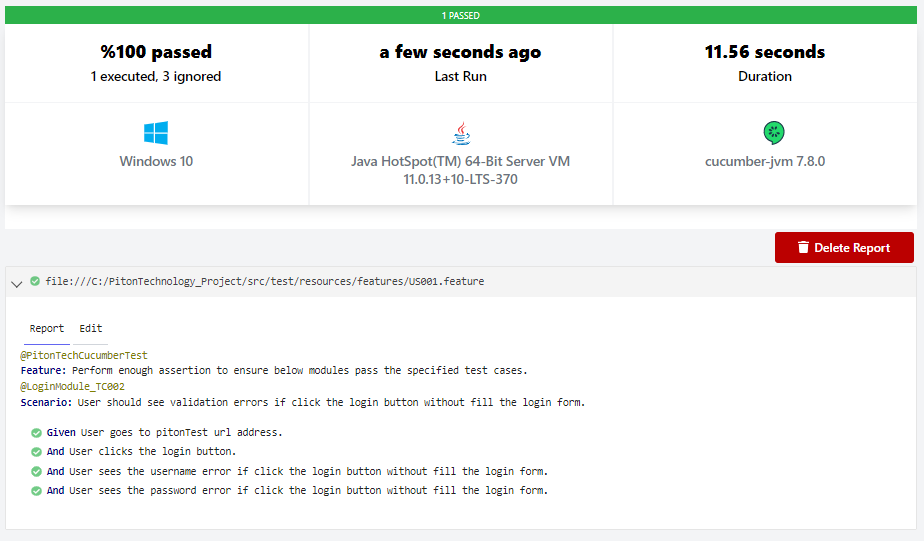 1 PASSED
%100 passed
1 executed, 3 ignored
a few seconds ago
Last Run
11.56 seconds
Duration
Windows 10
Java HotSpot(TM) 64-Bit Server VM
11.0.13+10-LTS-370
cucumber-jvm 7.8.0
Delete Report
file:///C:/PitonTechnology_Project/src/test/resources/features/US001.feature
Report Edit
@PitonTechCucumberTest
Feature: Perform enough assertion to ensure below modules pass the specified test cases.
@LoginModule_TC002
Scenario: User should see validation errors if click the login button without fill the login form.
Given User goes to pitonTest url address.
And User clicks the login button.
And User sees the username error if click the login button without fill the login form.
And User sees the password error if click the login button without fill the login form.